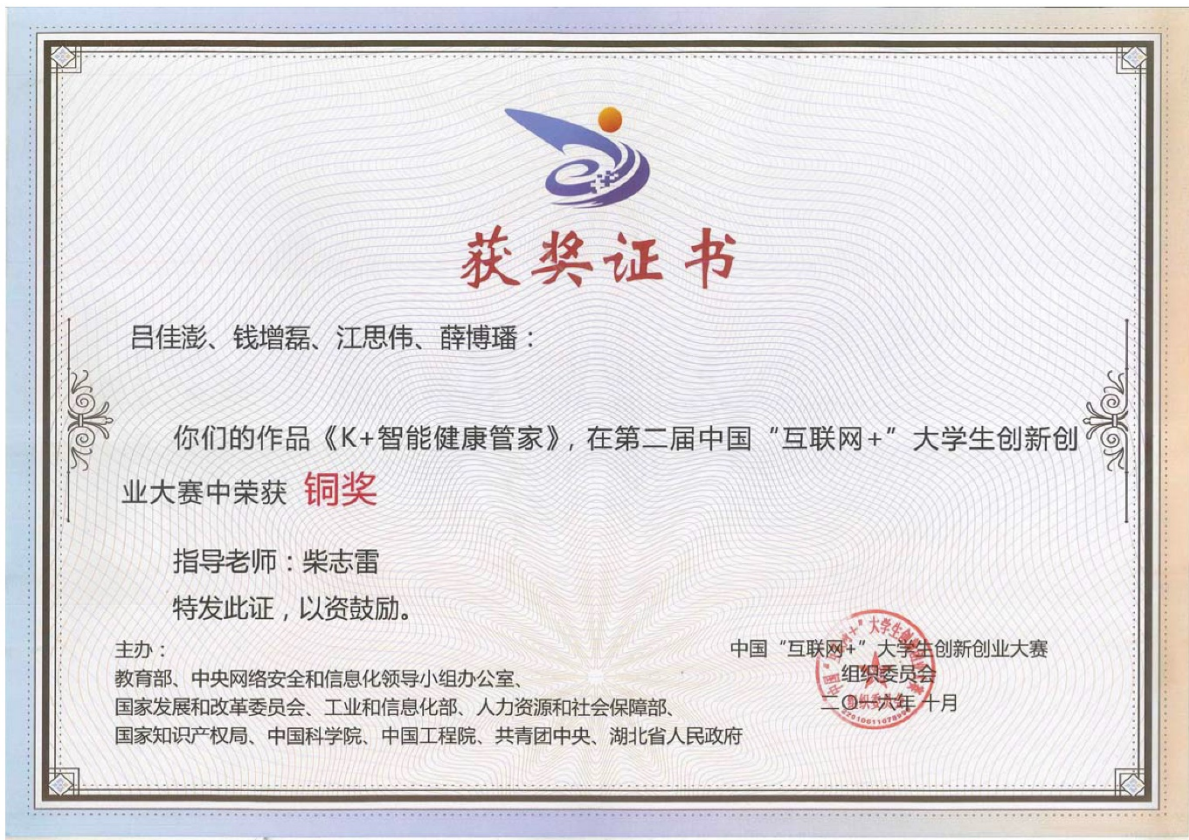 获奖证书
吕佳澎、钱增磊、江思伟、薛博璠：
你们的作品《K+智能健康管家》，在第二届中国“互联网+”大学生创新创
业大赛中荣获 铜奖
指导老师：柴志雷
特发此证，以资鼓励。
主办：
教育部、中央网络安全和信息化领导小组办公室、
国家发展和改革委员会、工业和信息化部、人力资源和社会保障部、
国家知识产权局、中国科学院、中国工程院、共青团中央、湖北省人民政府
中国“互联网+”大学生创新创业大赛
组织委员会
二〇一六年十月